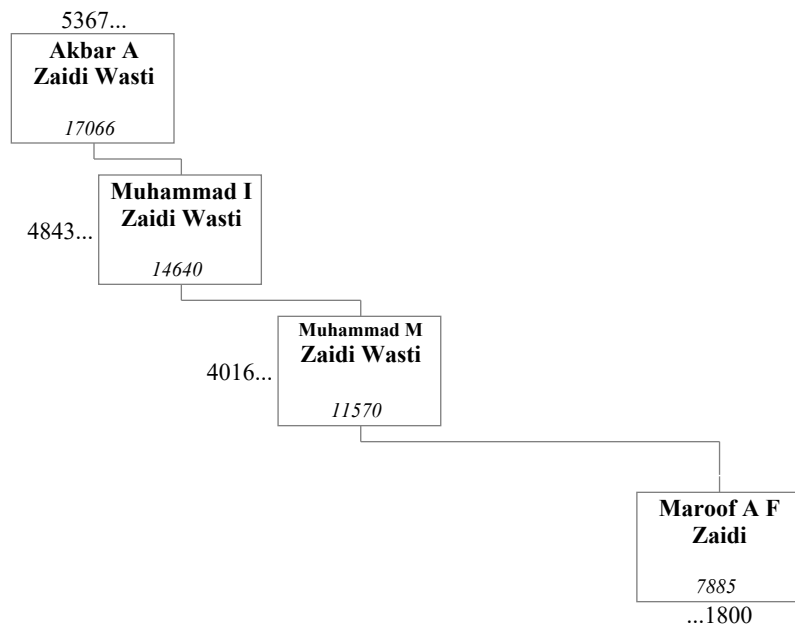 5367...
Akbar A
Zaidi Wasti
17066
Muhammad I
Zaidi Wasti
4843...
14640
Muhammad M
Zaidi Wasti
4016...
11570
Maroof A F
Zaidi
7885
...1800